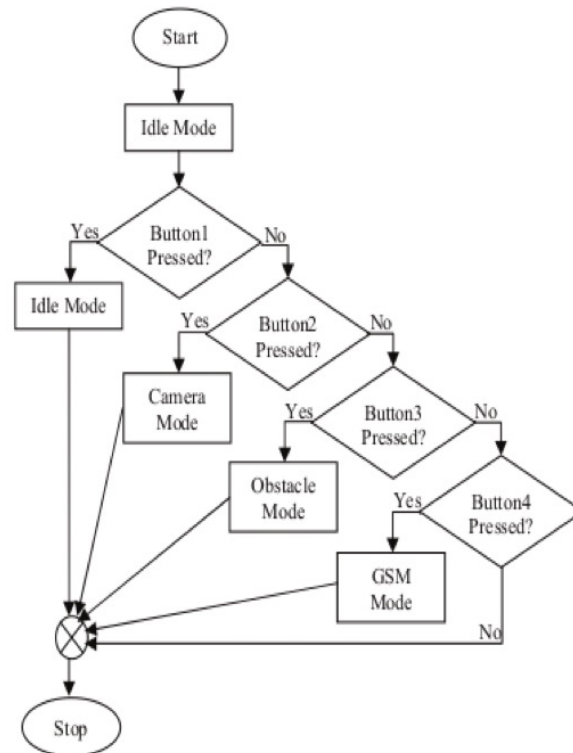 Start
Idle Mode
Yes
Button1
Pressed?
No
Idle Mode
Yes
Button2
Pressed?
No
Camera
Mode
Yes
Button3
Pressed?
No
Obstacle
Mode
Yes
Button4
Pressed?
GSM
Mode
No
Stop